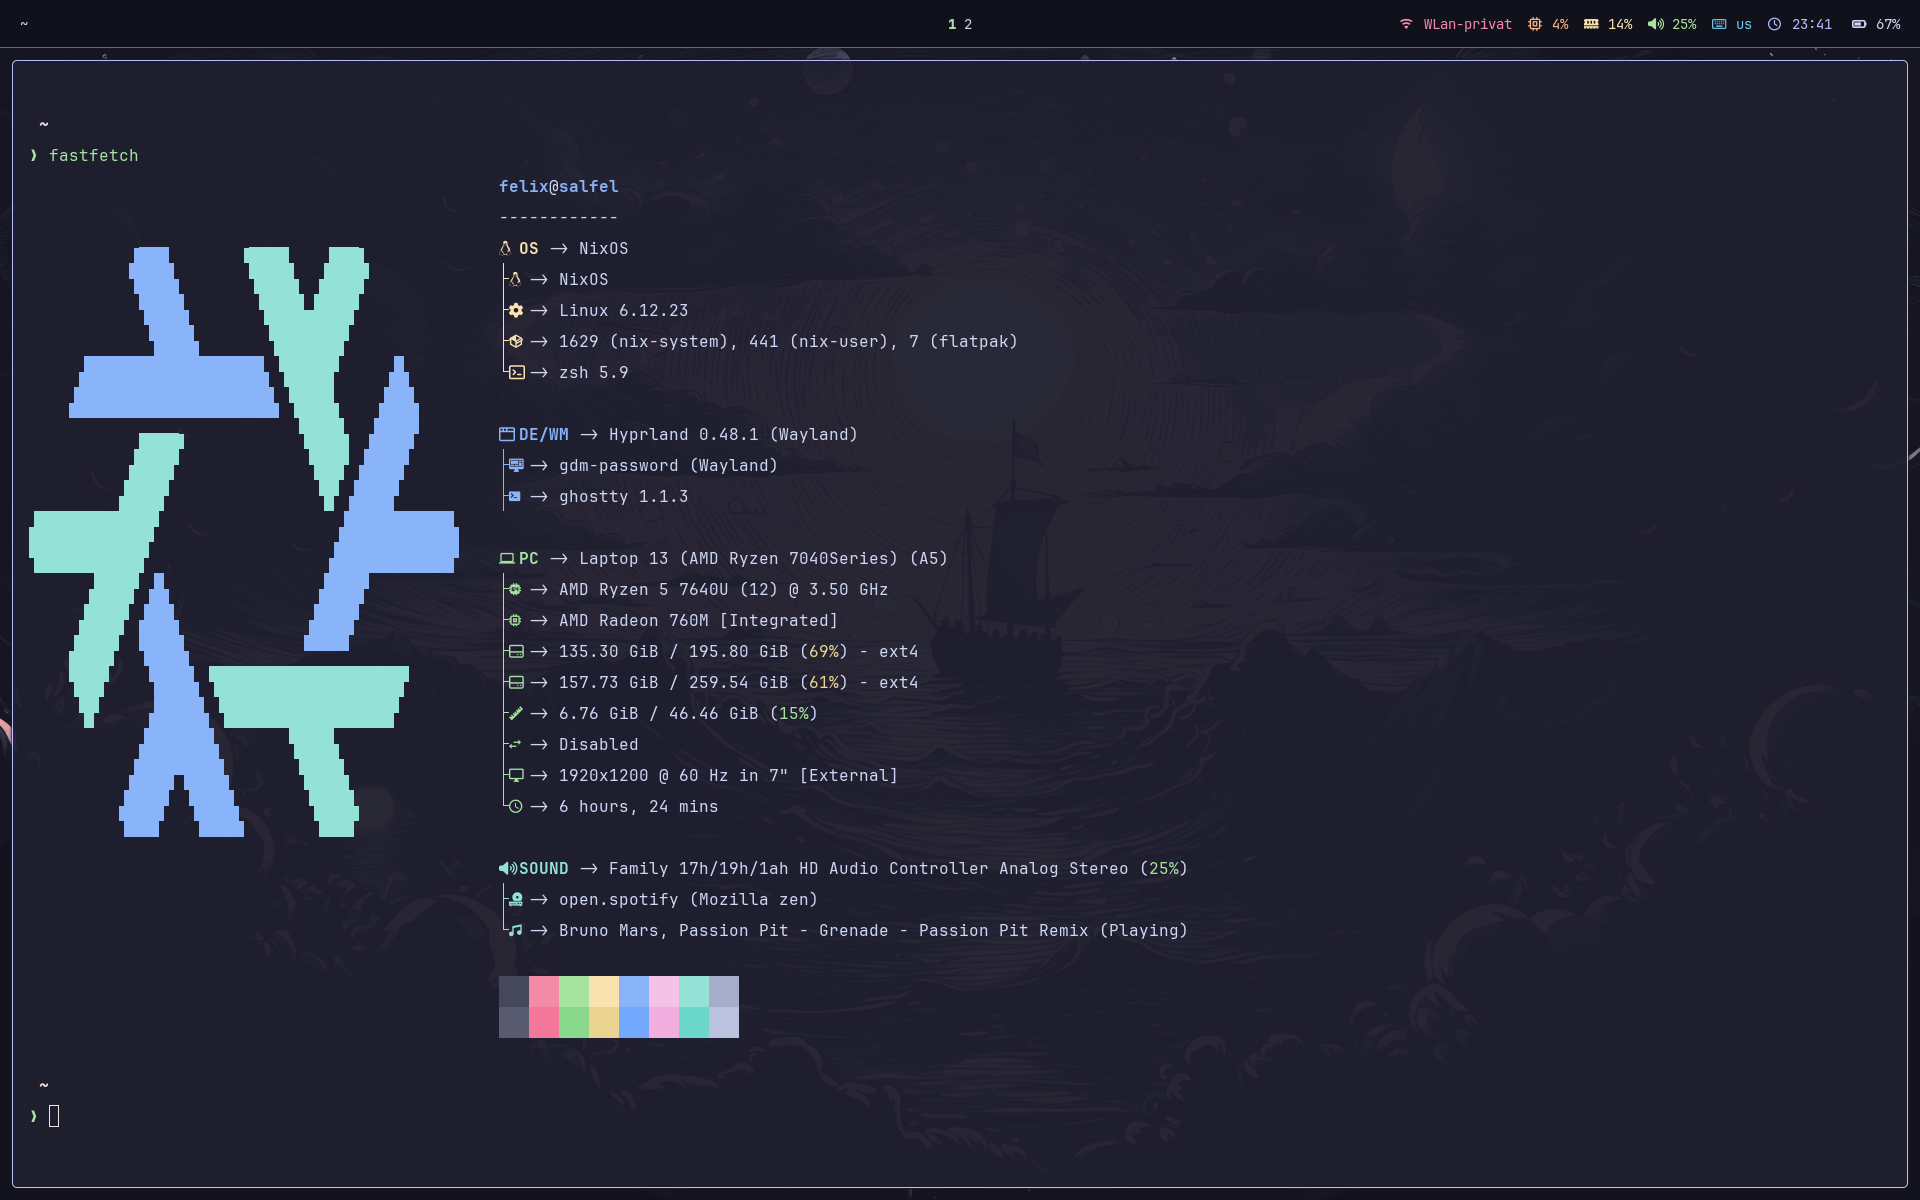 ~
1 2
WLan-privat 4% 14% 25% us 23:41 67%
~
❯ fastfetch
felix@salfel
------------
OS -> NixOS
-> NixOS
-> Linux 6.12.23
-> 1629 (nix-system), 441 (nix-user), 7 (flatpak)
-> zsh 5.9
DE/WM -> Hyprland 0.48.1 (Wayland)
-> gdm-password (Wayland)
-> ghostty 1.1.3
PC -> Laptop 13 (AMD Ryzen 7040Series) (A5)
-> AMD Ryzen 5 7640U (12) @ 3.50 GHz
-> AMD Radeon 760M [Integrated]
-> 135.30 GiB / 195.80 GiB (69%) - ext4
-> 157.73 GiB / 259.54 GiB (61%) - ext4
-> 6.76 GiB / 46.46 GiB (15%)
-> Disabled
-> 1920x1200 @ 60 Hz in 7" [External]
-> 6 hours, 24 mins
SOUND -> Family 17h/19h/1ah HD Audio Controller Analog Stereo (25%)
-> open.spotify (Mozilla zen)
-> Bruno Mars, Passion Pit - Grenade - Passion Pit Remix (Playing)
~
❯